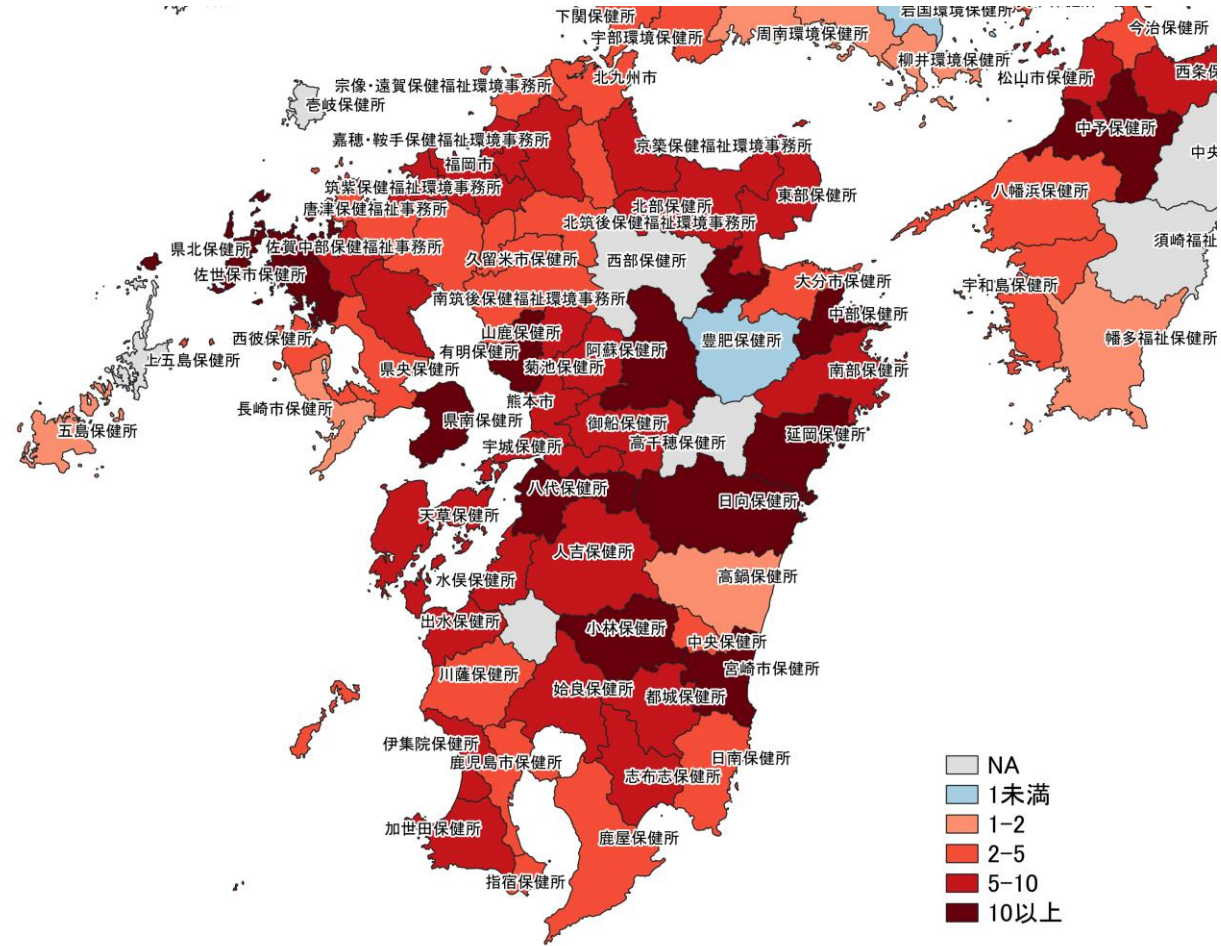 下関保健所
岩国環境保健所
宇部環境保健所
周南環境保健所
今治保健所
柳井環境保健所
北九州市
宗像・遠賀保健福祉環境事務所
松山市保健所
西条保
壱岐保健所
嘉穂・鞍手保健福祉環境事務所
京築保健福祉環境事務所
中予保健所
中央
福岡市
筑紫保健福祉環境事務所
東部保健所
八幡浜保健所
唐津保健福祉事務所
北部保健所
北筑後保健福祉環境事務所
須崎福祉
県北保健所
佐賀中部保健福祉事務所
久留米市保健所
西部保健所
佐世保市保健所
大分市保健所
宇和島保健所
南筑後保健福祉環境事務所
中部保健所
西彼保健所
山鹿保健所
豊肥保健所
幡多福祉保健所
上五島保健所
有明保健所
阿蘇保健所
県央保健所
菊池保健所
南部保健所
長崎市保健所
熊本市
五島保健所
県南保健所
御船保健所
延岡保健所
宇城保健所
高千穂保健所
八代保健所
日向保健所
天草保健所
人吉保健所
水俣保健所
高鍋保健所
出水保健所
小林保健所
中央保健所
宮崎市保健所
川薩保健所
姶良保健所
都城保健所
伊集院保健所
鹿児島市保健所
日南保健所
志布志保健所
加世田保健所
鹿屋保健所
指宿保健所
NA
1未満
1-2
2-5
5-10
10以上